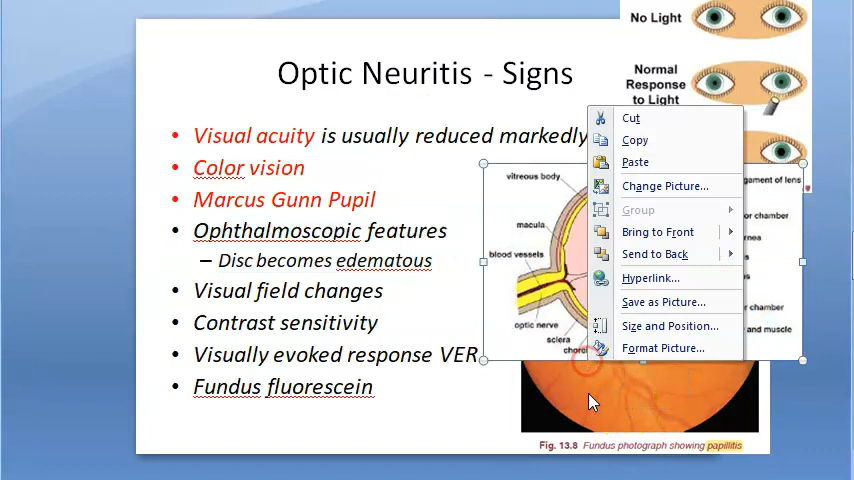 No Light
Optic Neuritis - Signs
Normal
Response
to Light
• Visual acuity is usually reduced markedly
• Color vision
• Marcus Gunn Pupil
• Ophthalmoscopic features
– Disc becomes edematous
• Visual field changes
• Contrast sensitivity
• Visually evoked response VER
• Fundus fluorescein
vitreous body
macula
blood vessels
optic nerve
sclera
Cut
Copy
Paste
Change Picture...
Group
Bring to Front
Send to Back
Hyperlink...
Save as Picture...
Size and Position...
Format Picture...
of lens
chamber
and muscle
Fig. 13.8 Fundus photograph showing papillitis